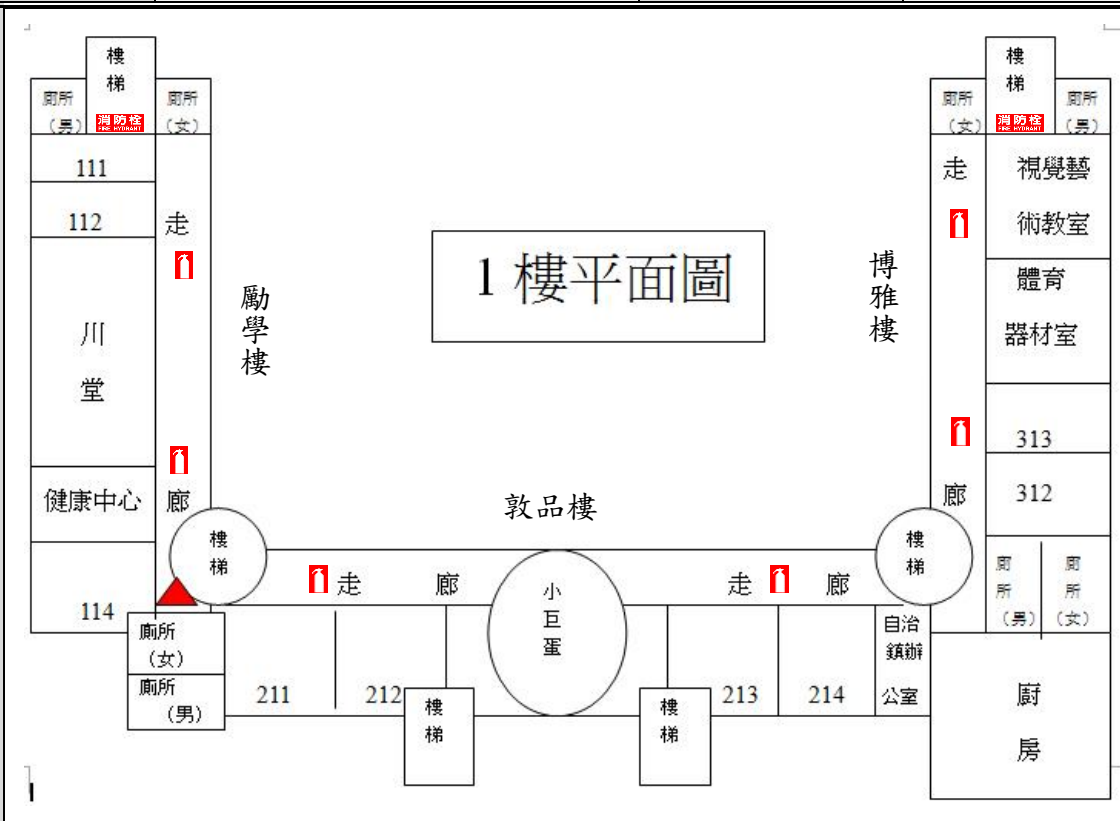 樓
梯
廁所
（男）
消防栓
FIRE HYDRANT
廁所
（女）
111
112
走
川
堂
健康中心
廊
114
勵
學
樓
1 樓平面圖
博
雅
樓
樓
梯
廁所
（女）
消防栓
FIRE HYDRANT
廁所
（男）
走
視覺藝
術教室
體育
器材室
313
312
廊
敦品樓
樓
梯
走 廊
小
巨
蛋
走 廊
樓
梯
廁
所
（男）
廁
所
（女）
廁所
（女）
廁所
（男）
211
212
樓
梯
樓
梯
213
214
自治
鎮辦
公室
廚
房